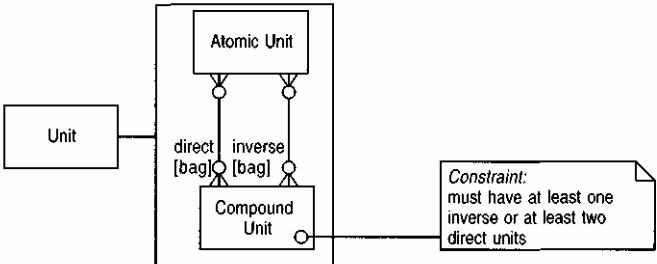 Atomic Unit
Unit
direct inverse
[bag] [bag]
Compound
Unit
Constraint:
must have at least one
inverse or at least two
direct units